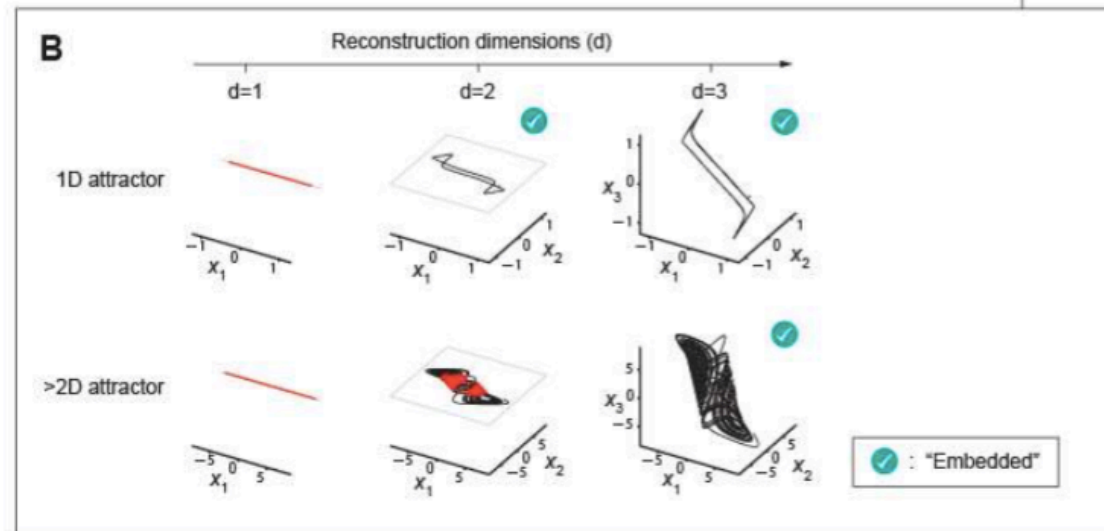 B
Reconstruction dimensions (d)
d=1 d=2 d=3
1D attractor
1
0
−1
X3
−1 0 1
X1
−1 0 1
X1
−1 0 1
X2
−1 0 1
X1
−1 0 1
X2
>2D attractor
5
0
−5
X3
−5 0 5
X1
−5 0 5
X1
−5 0 5
X2
−5 0 5
X1
−5 0 5
X2
: “Embedded”